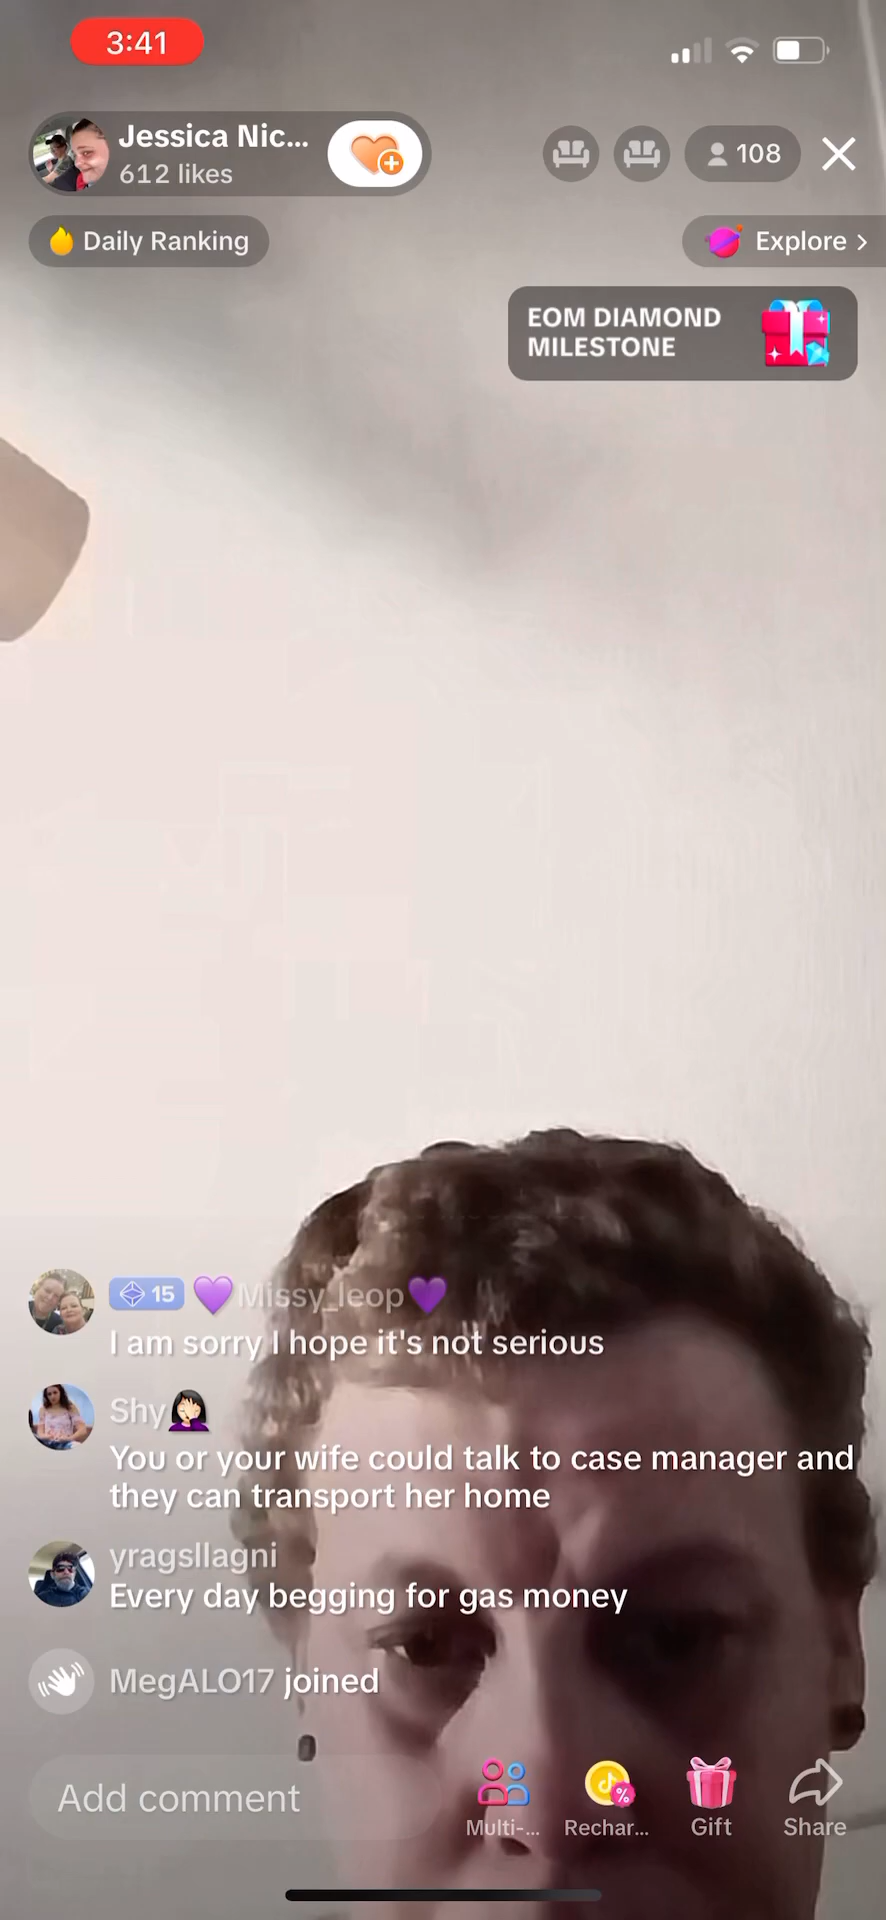 3:41
Jessica Nic...
612 likes
108
Daily Ranking
Explore >
EOM DIAMOND
MILESTONE
15 💜Missy_leop💜
I am sorry I hope it's not serious
Shy🤦🏻‍♀️
You or your wife could talk to case manager and
they can transport her home
yragsllagni
Every day begging for gas money
MegALO17 joined
Add comment
Multi-...
Rechar...
Gift
Share